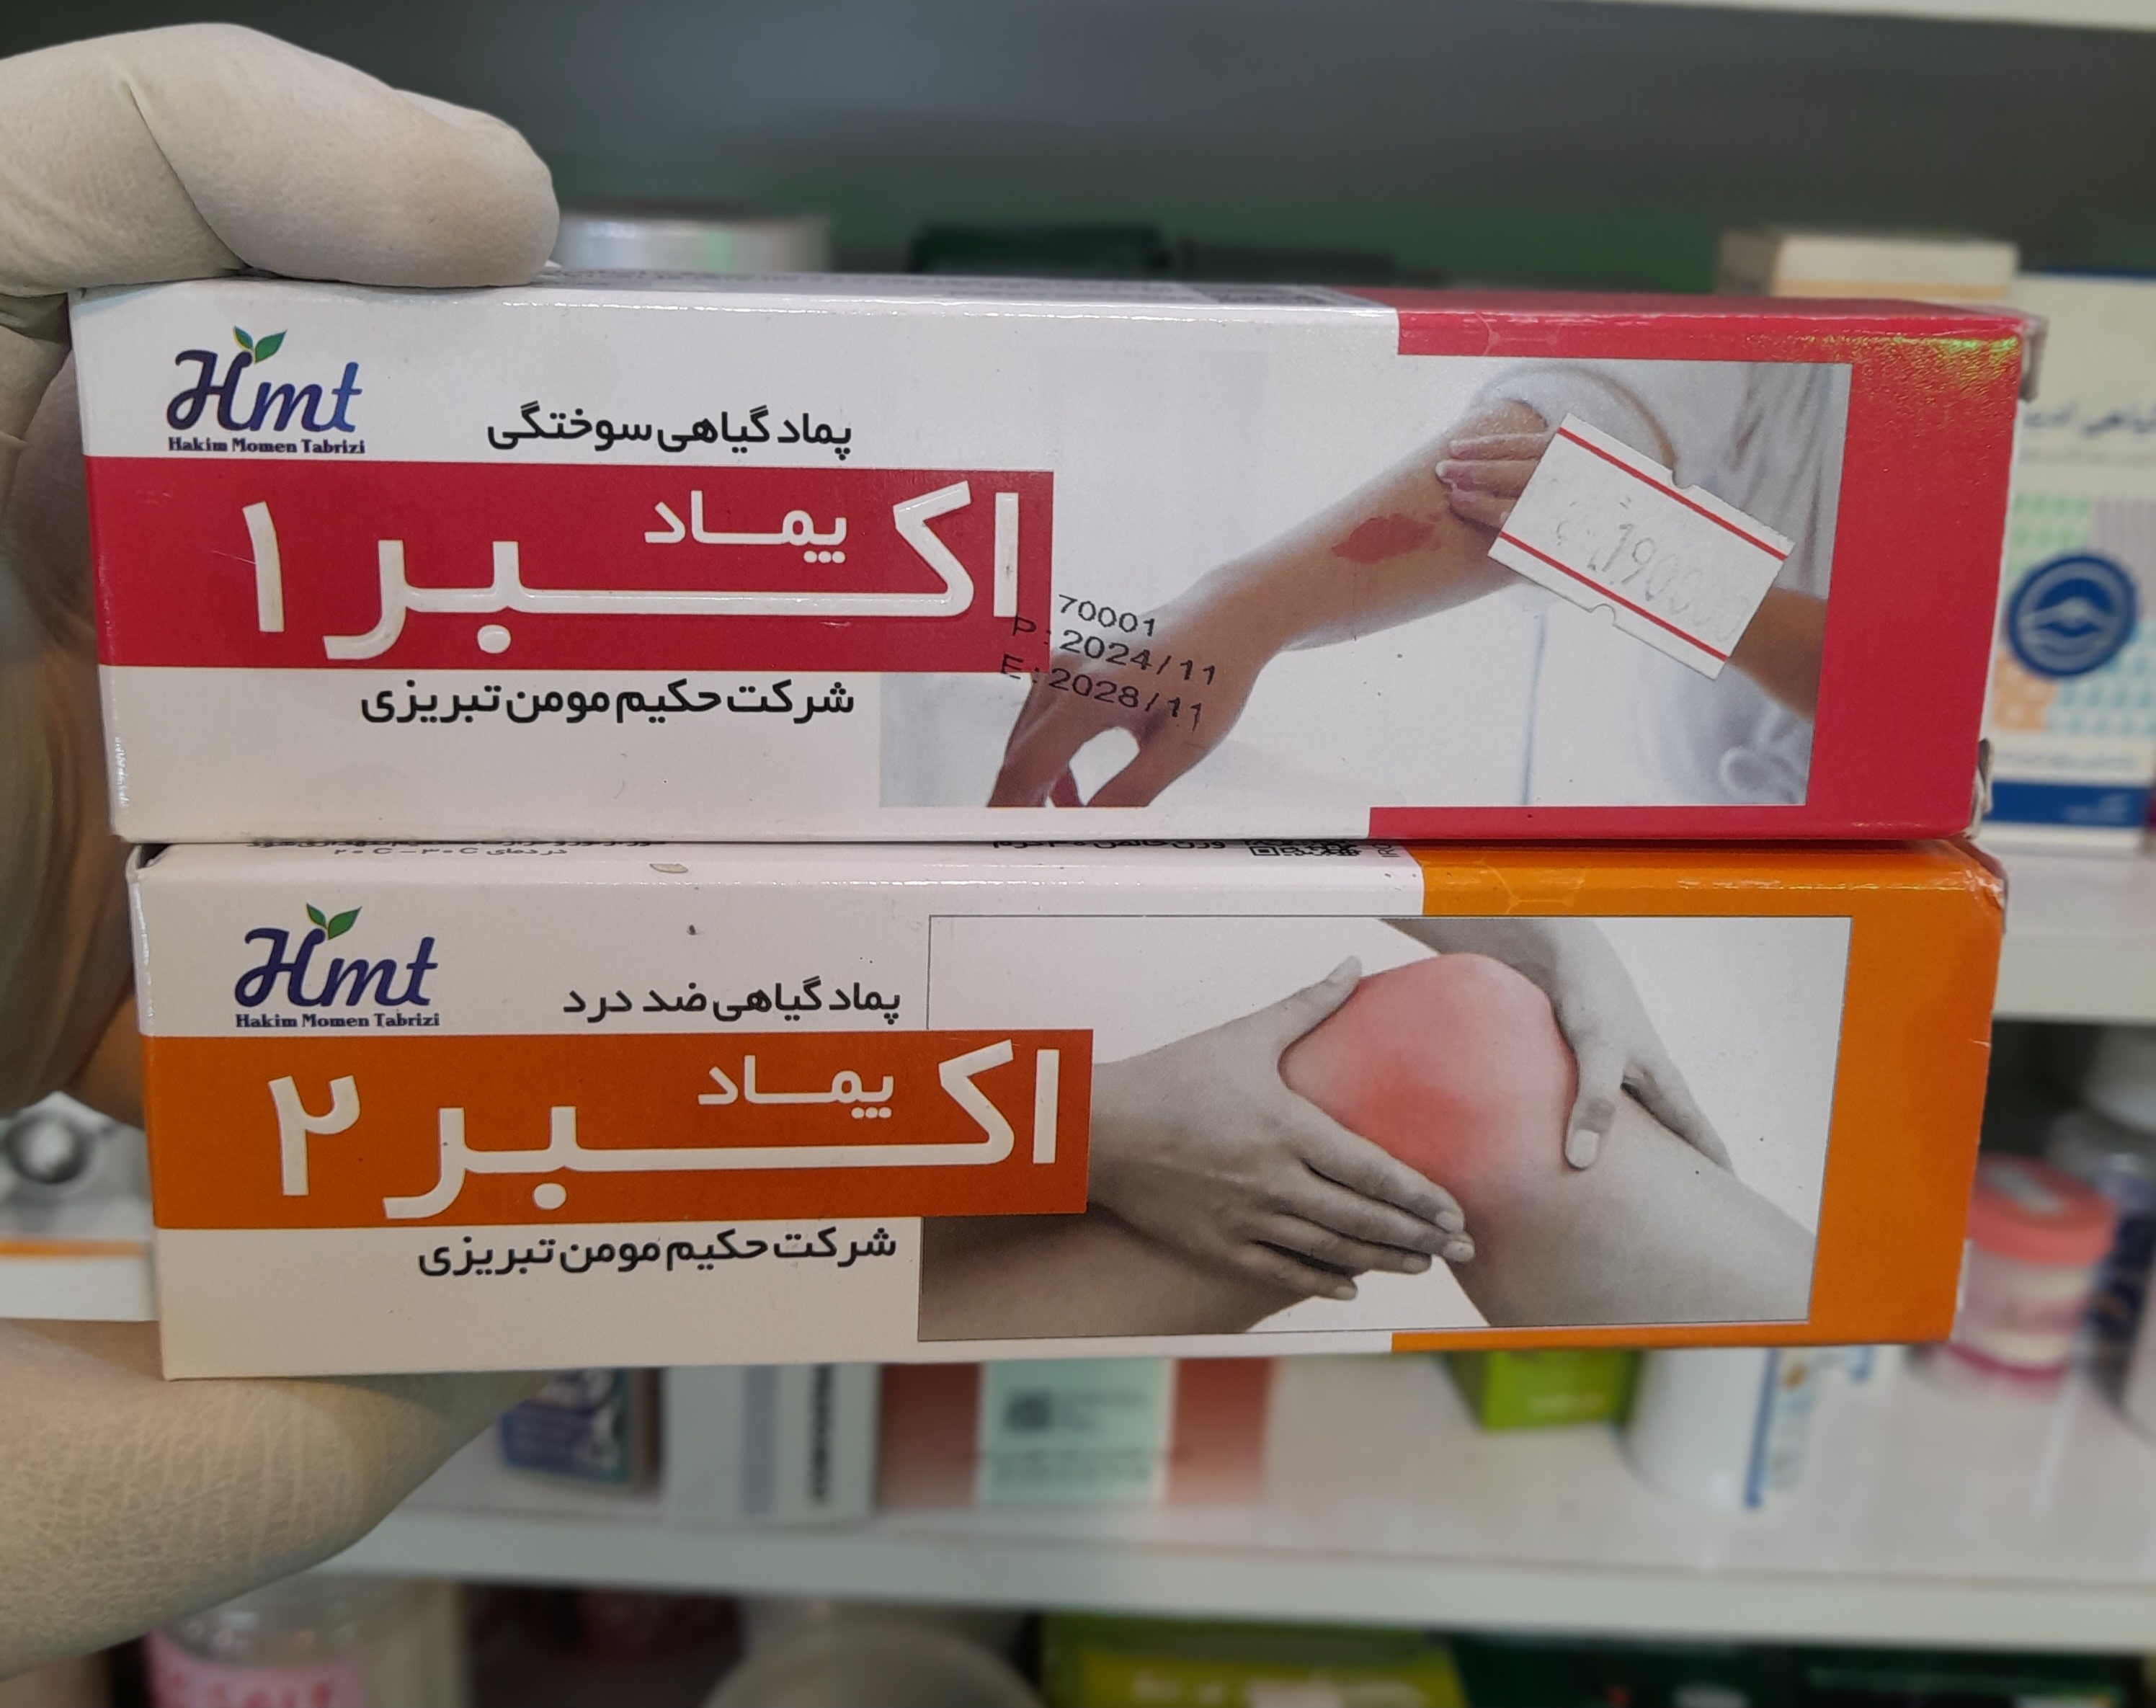 Hmt
Hakim Momen Tabrizi
پماد گیاهی سوختگی
پماد
اکبر ۱
شرکت حکیم مومن تبریزی
70001
P : 2024/11
E : 2028/11
Hmt
Hakim Momen Tabrizi
پماد گیاهی ضد درد
پماد
اکبر ۲
شرکت حکیم مومن تبریزی